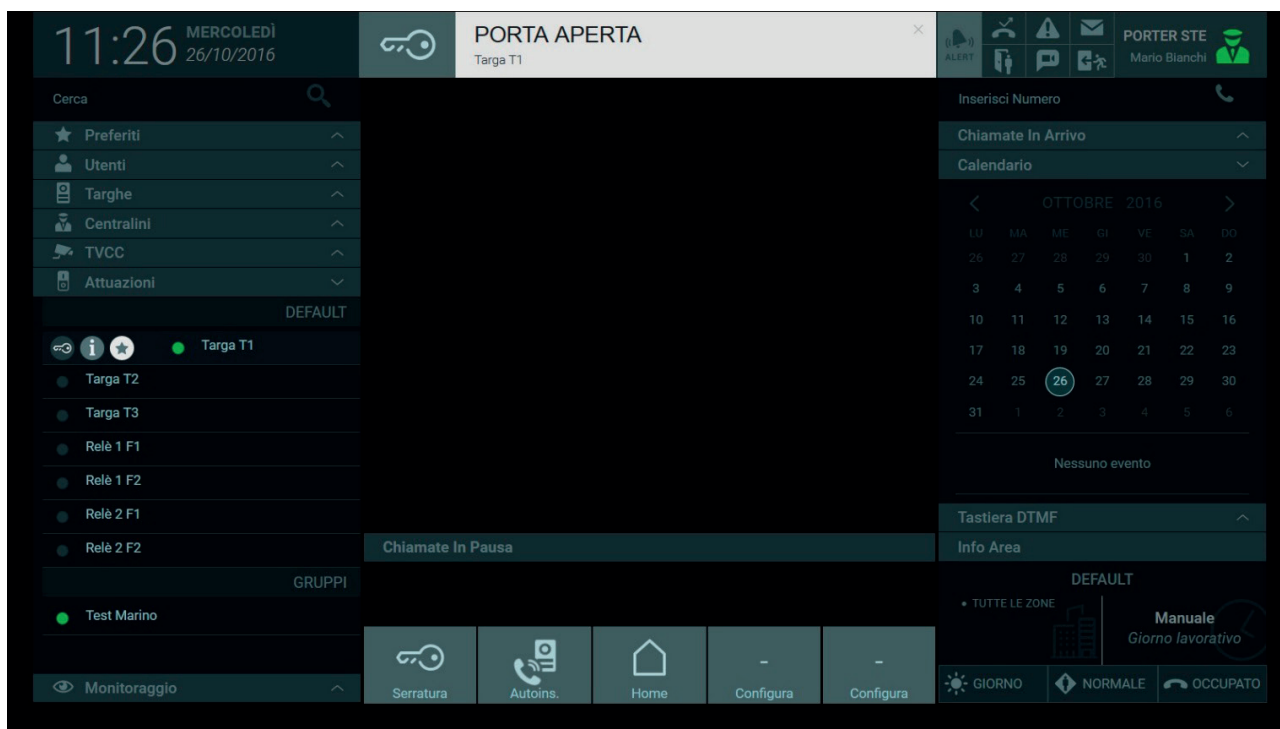 11:26 MERCOLEDÌ
26/10/2016
Cerca
Preferiti
Utenti
Targhe
Centralini
TVCC
Attuazioni
DEFAULT
Targa T1
Targa T2
Targa T3
Relè 1 F1
Relè 1 F2
Relè 2 F1
Relè 2 F2
GRUPPI
Test Marino
Monitoraggio
PORTA APERTA
Targa T1
Chiamate In Pausa
Serratura
Autoins.
Home
- Configura
- Configura
ALERT
PORTER STE
Mario Bianchi
Inserisci Numero
Chiamate In Arrivo
Calendario
OTTOBRE 2016
LU MA ME GI VE SA DO
26 27 28 29 30 1 2
3 4 5 6 7 8 9
10 11 12 13 14 15 16
17 18 19 20 21 22 23
24 25 26 27 28 29 30
31 1 2 3 4 5 6
Nessuno evento
Tastiera DTMF
Info Area
DEFAULT
• TUTTE LE ZONE
Manuale
Giorno lavorativo
GIORNO
NORMALE
OCCUPATO